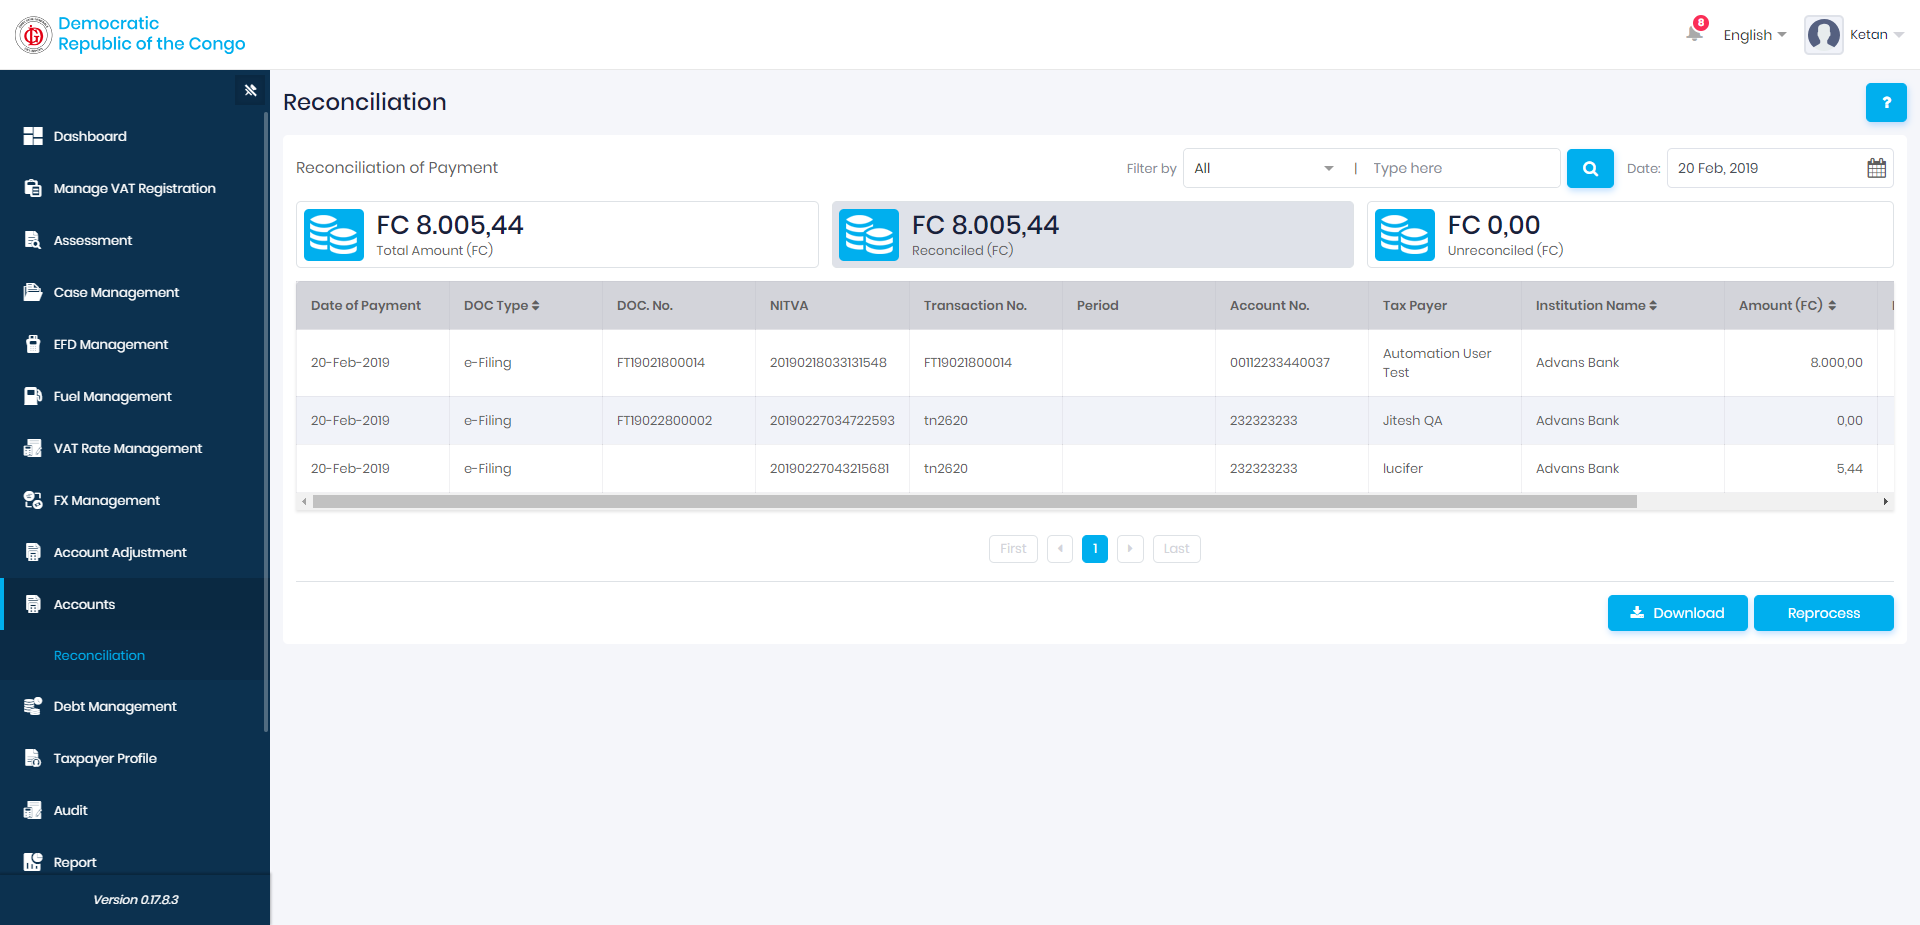 Democratic
Republic of the Congo
8
English
Ketan
Dashboard
Manage VAT Registration
Assessment
Case Management
EFD Management
Fuel Management
VAT Rate Management
FX Management
Account Adjustment
Accounts
Reconciliation
Debt Management
Taxpayer Profile
Audit
Report
Version 0.17.8.3
Reconciliation
?
Reconciliation of Payment
Filter by All | Type here Date: 20 Feb, 2019
FC 8.005,44
Total Amount (FC)
FC 8.005,44
Reconciled (FC)
FC 0,00
Unreconciled (FC)
Date of Payment DOC Type DOC. No. NITVA Transaction No. Period Account No. Tax Payer Institution Name Amount (FC)
20-Feb-2019 e-Filing FT19021800014 20190218033131548 FT19021800014 00112233440037 Automation User Test Advans Bank 8.000,00
20-Feb-2019 e-Filing FT19022800002 20190227034722593 tn2620 232323233 Jitesh QA Advans Bank 0,00
20-Feb-2019 e-Filing 20190227043215681 tn2620 232323233 lucifer Advans Bank 5,44
First 1 Last
Download Reprocess